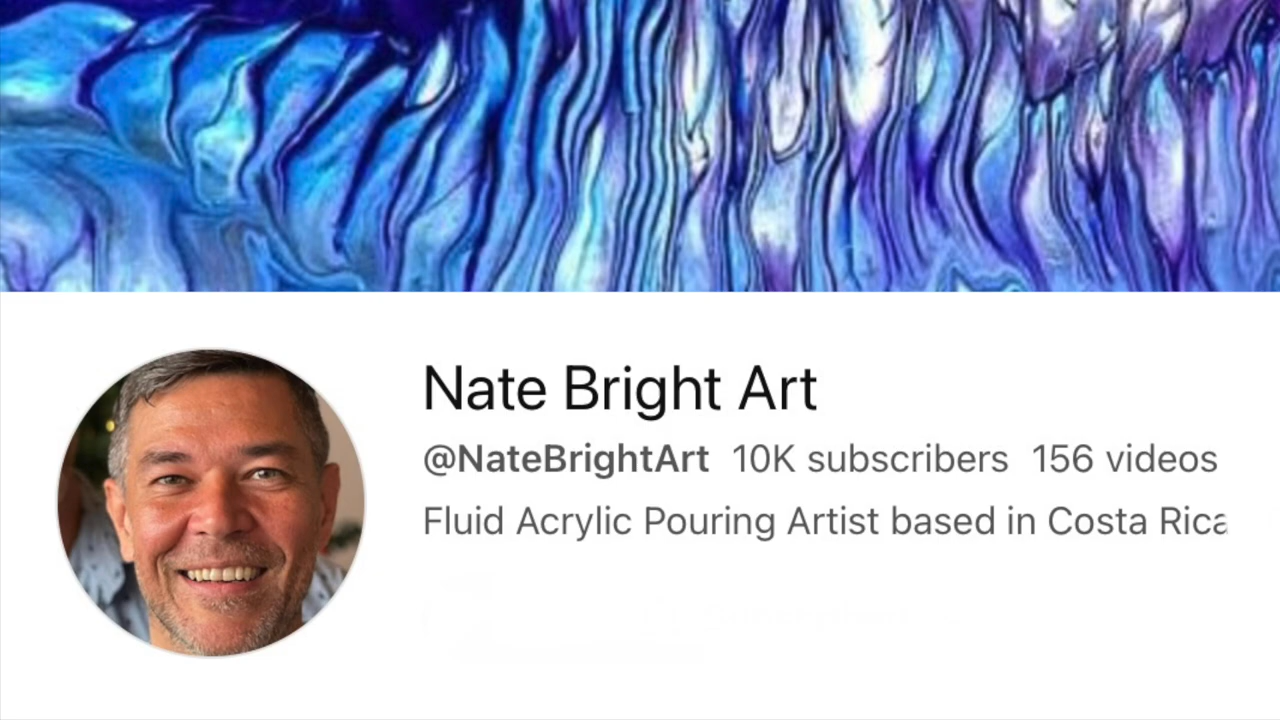 Nate Bright Art
@NateBrightArt 10K subscribers 156 videos
Fluid Acrylic Pouring Artist based in Costa Rica